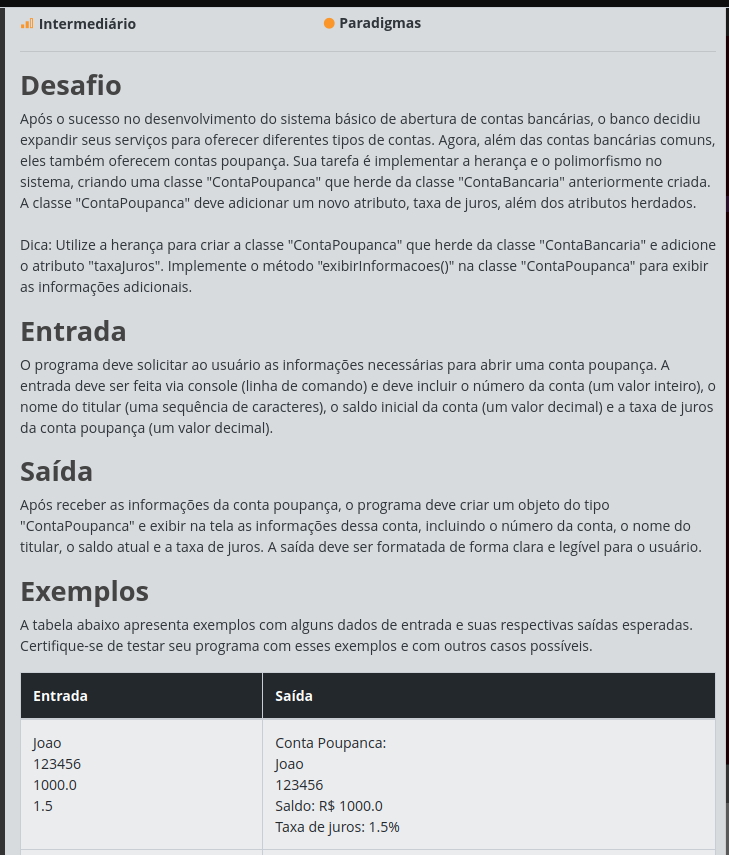 Intermediário
Paradigmas
Desafio
Após o sucesso no desenvolvimento do sistema básico de abertura de contas bancárias, o banco decidiu
expandir seus serviços para oferecer diferentes tipos de contas. Agora, além das contas bancárias comuns,
eles também oferecem contas poupança. Sua tarefa é implementar a herança e o polimorfismo no
sistema, criando uma classe "ContaPoupanca" que herde da classe "ContaBancaria" anteriormente criada.
A classe "ContaPoupanca" deve adicionar um novo atributo, taxa de juros, além dos atributos herdados.
Dica: Utilize a herança para criar a classe "ContaPoupanca" que herde da classe "ContaBancaria" e adicione
o atributo "taxaJuros". Implemente o método "exibirInformacoes()" na classe "ContaPoupanca" para exibir
as informações adicionais.
Entrada
O programa deve solicitar ao usuário as informações necessárias para abrir uma conta poupança. A
entrada deve ser feita via console (linha de comando) e deve incluir o número da conta (um valor inteiro), o
nome do titular (uma sequência de caracteres), o saldo inicial da conta (um valor decimal) e a taxa de juros
da conta poupança (um valor decimal).
Saída
Após receber as informações da conta poupança, o programa deve criar um objeto do tipo
"ContaPoupanca" e exibir na tela as informações dessa conta, incluindo o número da conta, o nome do
titular, o saldo atual e a taxa de juros. A saída deve ser formatada de forma clara e legível para o usuário.
Exemplos
A tabela abaixo apresenta exemplos com alguns dados de entrada e suas respectivas saídas esperadas.
Certifique-se de testar seu programa com esses exemplos e com outros casos possíveis.
Entrada
Saída
Joao
123456
1000.0
1.5
Conta Poupanca:
Joao
123456
Saldo: R$ 1000.0
Taxa de juros: 1.5%